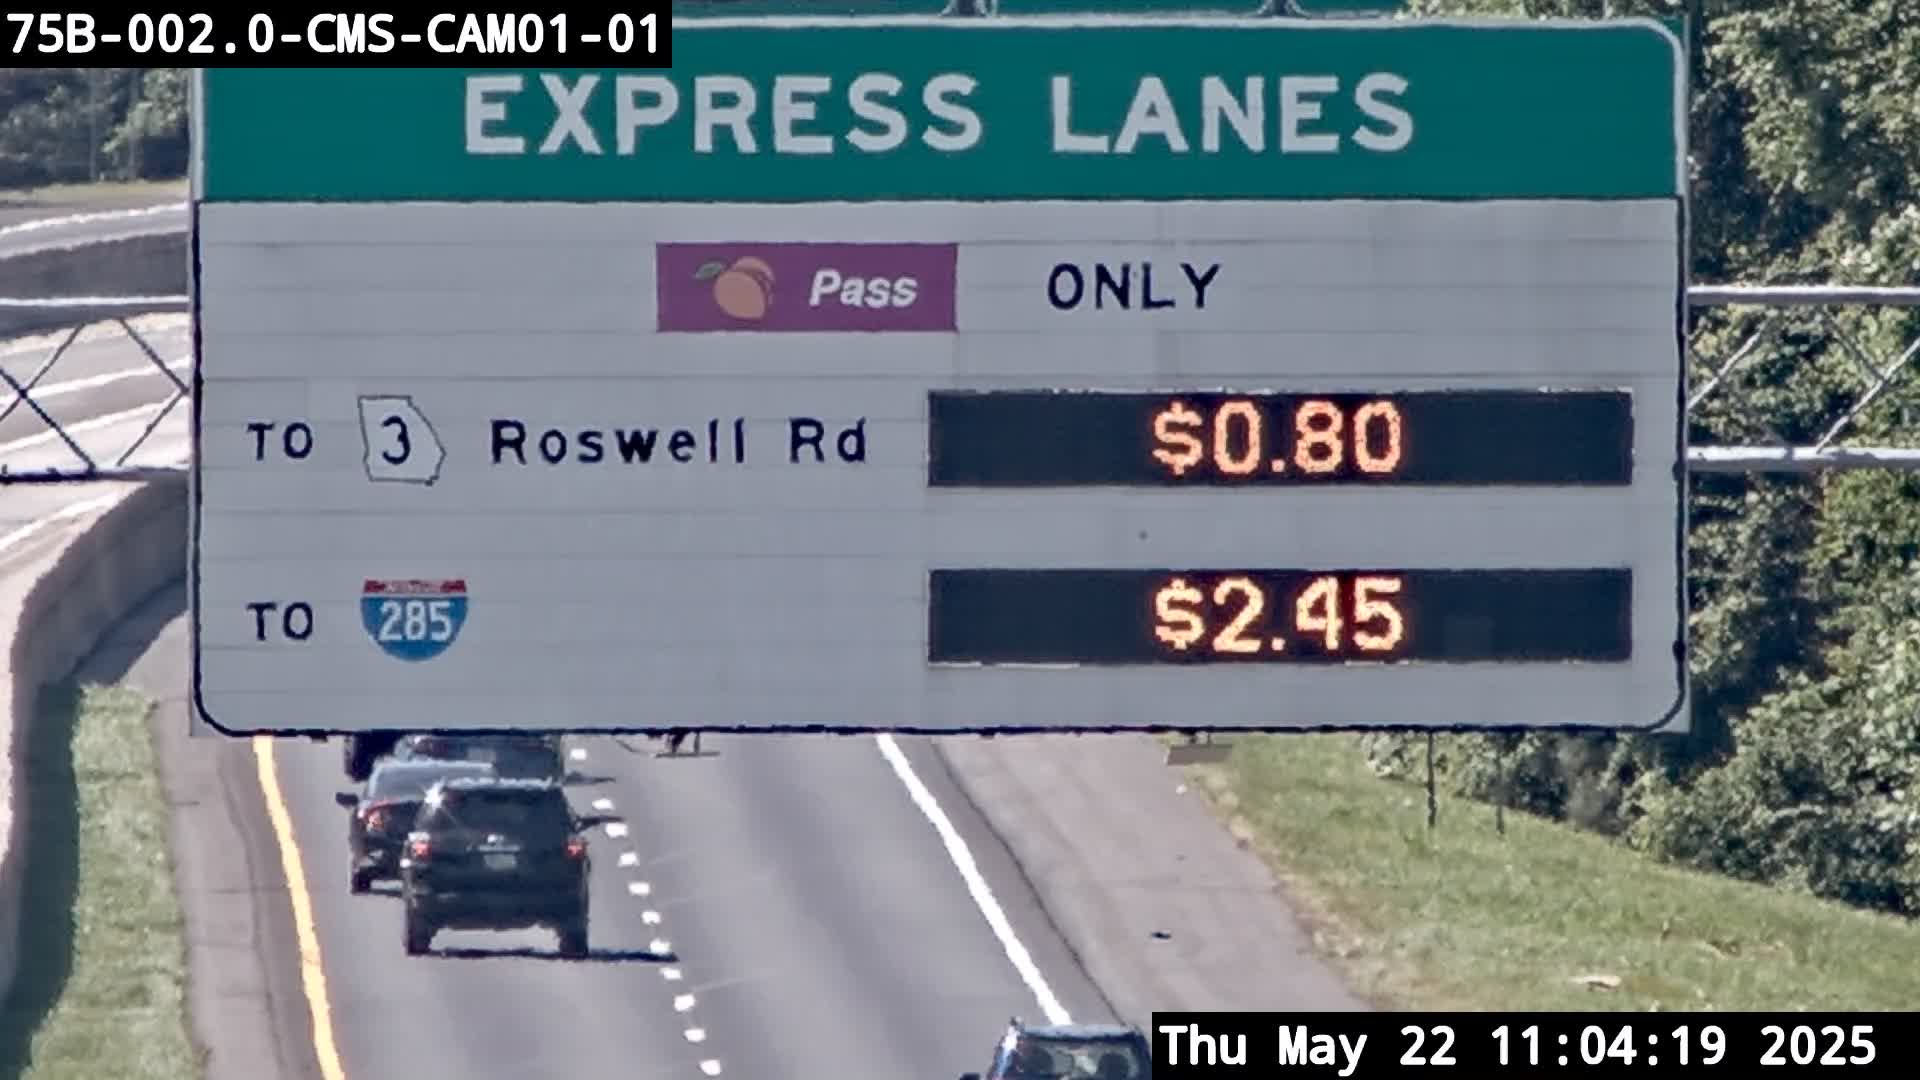 75B-002.0-CMS-CAM01-01
EXPRESS LANES
Pass ONLY
TO 3 Roswell Rd $0.80
TO 285 $2.45
Thu May 22 11:04:19 2025